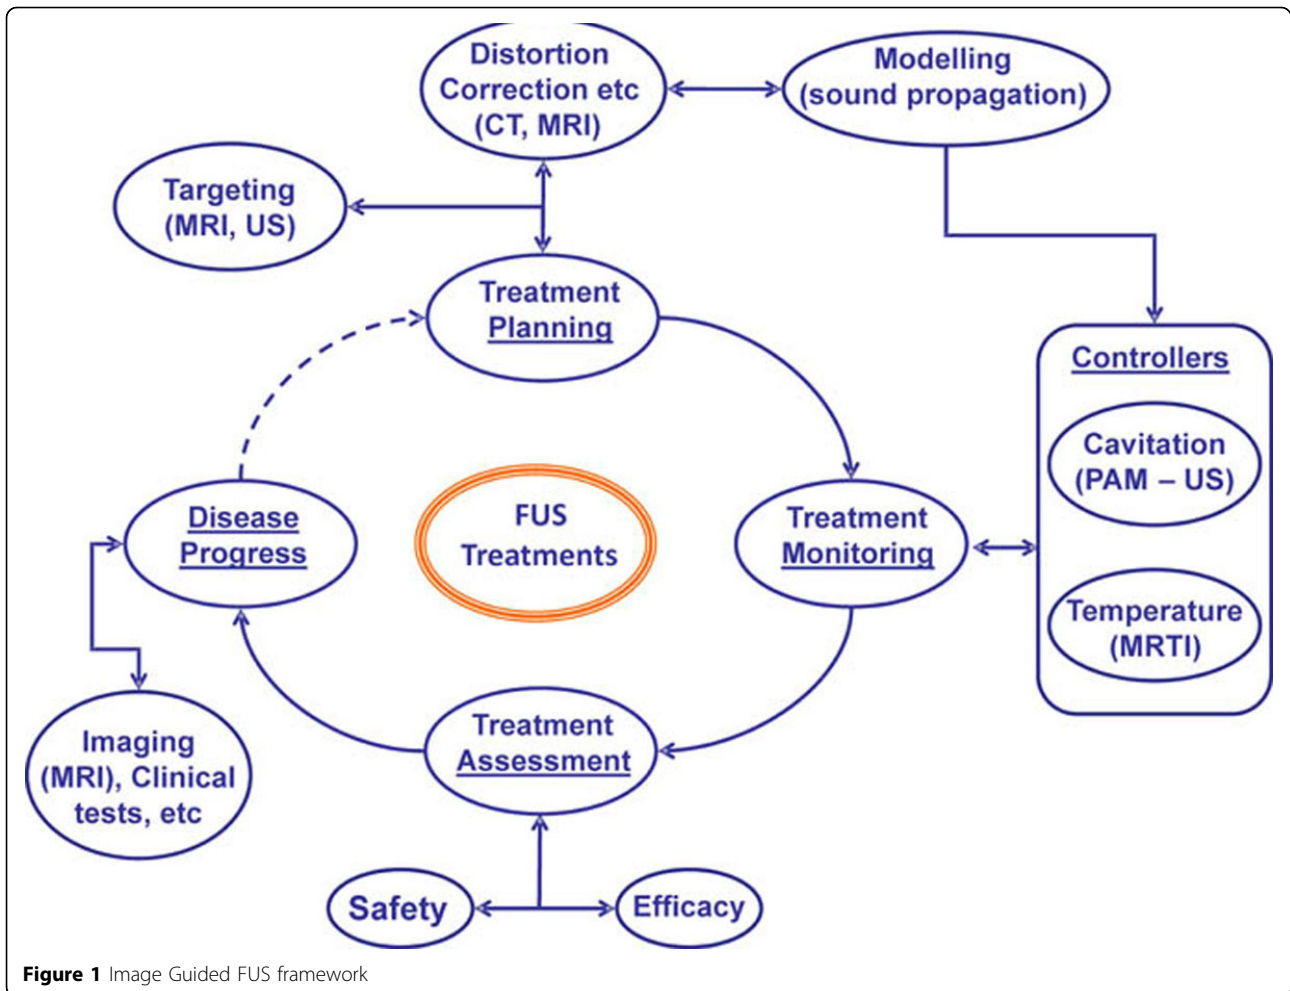 Distortion
Correction etc
(CT, MRI)
Modelling
(sound propagation)
Targeting
(MRI, US)
Treatment
Planning
Controllers
Cavitation
(PAM – US)
Temperature
(MRTI)
Disease
Progress
FUS
Treatments
Treatment
Monitoring
Treatment
Assessment
Imaging
(MRI), Clinical
tests, etc
Safety
Efficacy
Figure 1 Image Guided FUS framework